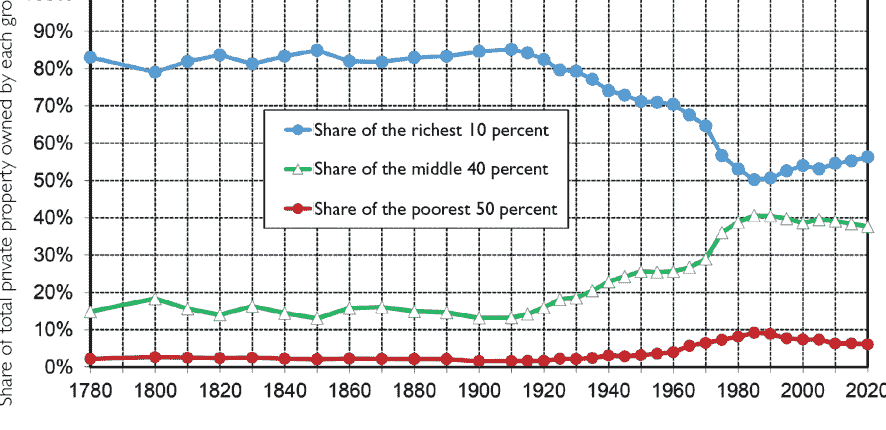 Share of total private property owned by each
90%
80%
70%
60%
50%
40%
30%
20%
10%
0%
Share of the richest 10 percent
Share of the middle 40 percent
Share of the poorest 50 percent
1780 1800 1820 1840 1860 1880 1900 1920 1940 1960 1980 2000 2020